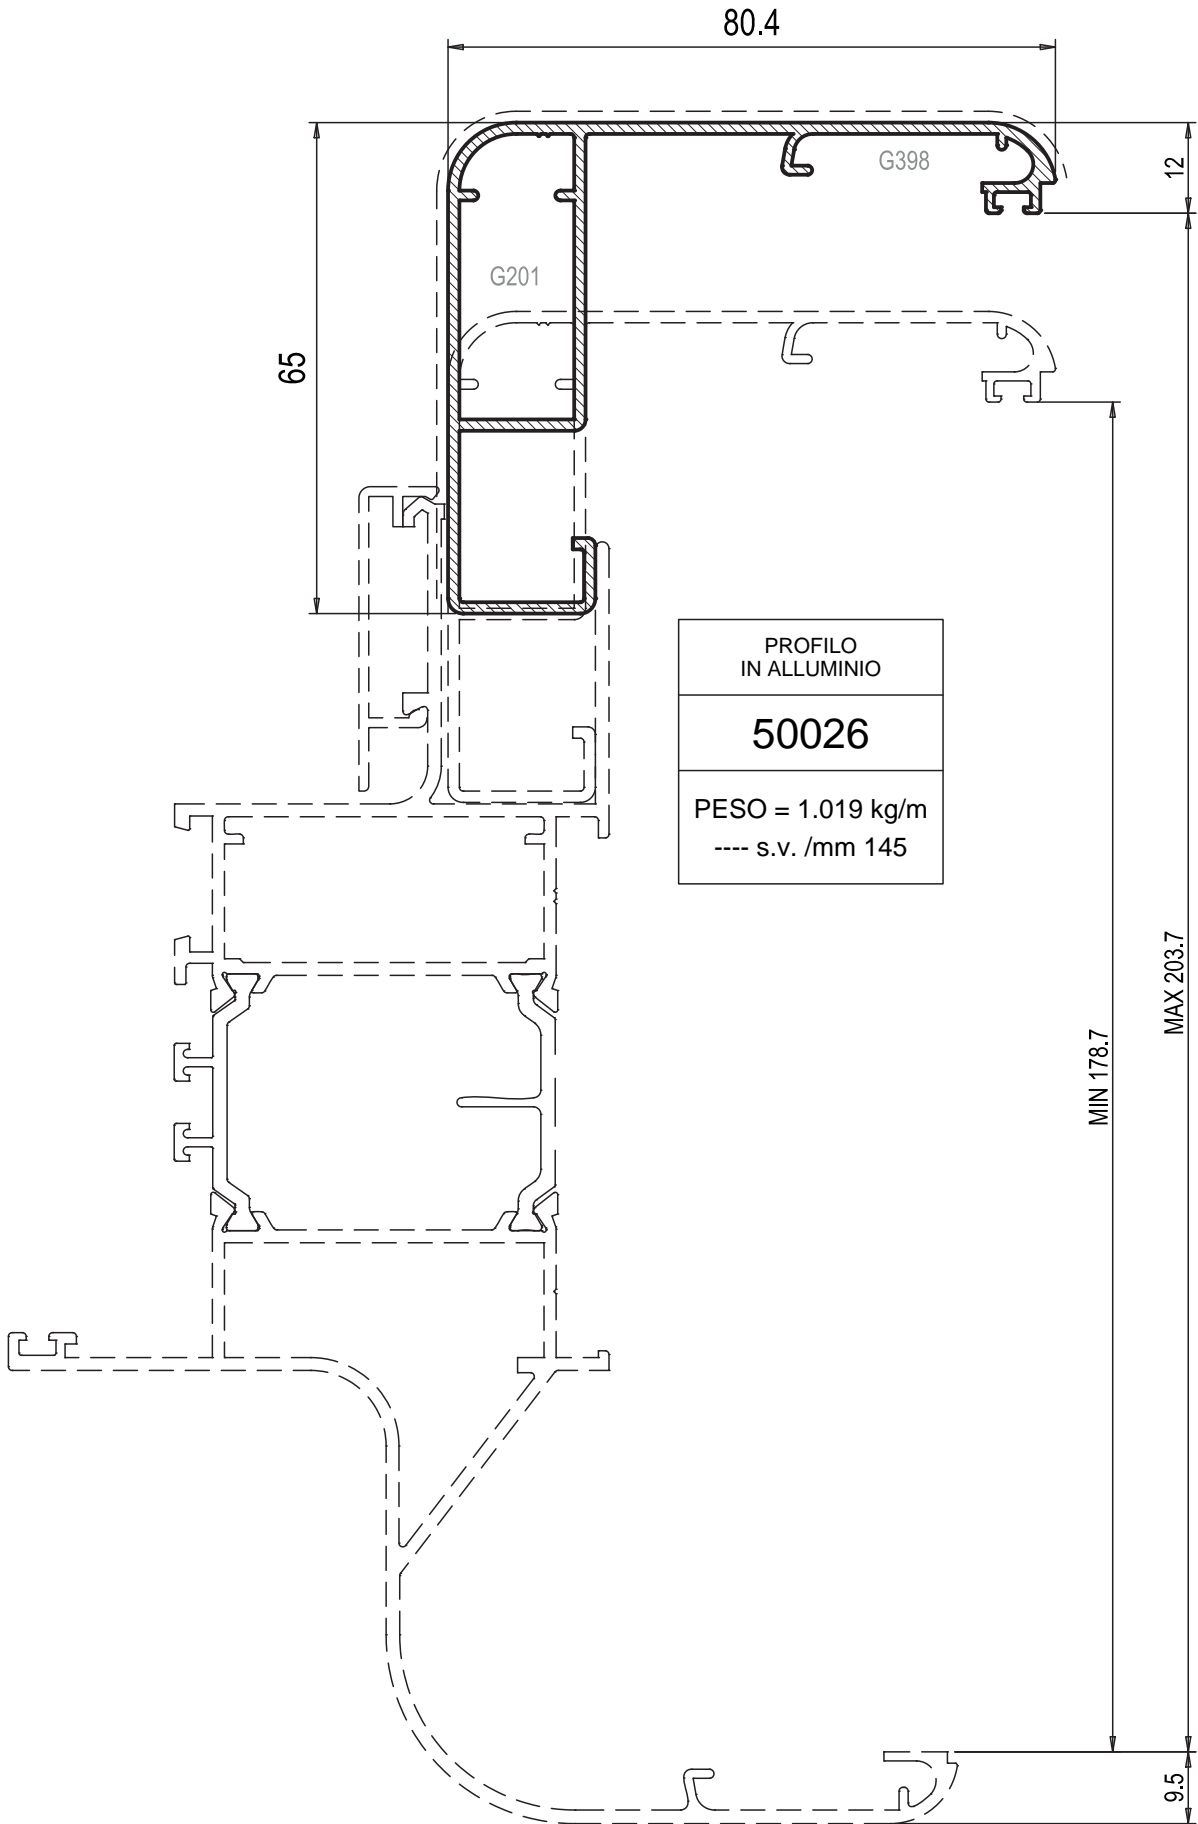 80.4
12
G398
G201
65
PROFILO
IN ALLUMINIO
50026
PESO = 1.019 kg/m
---- s.v. /mm 145
MAX 203.7
MIN 178.7
9.5